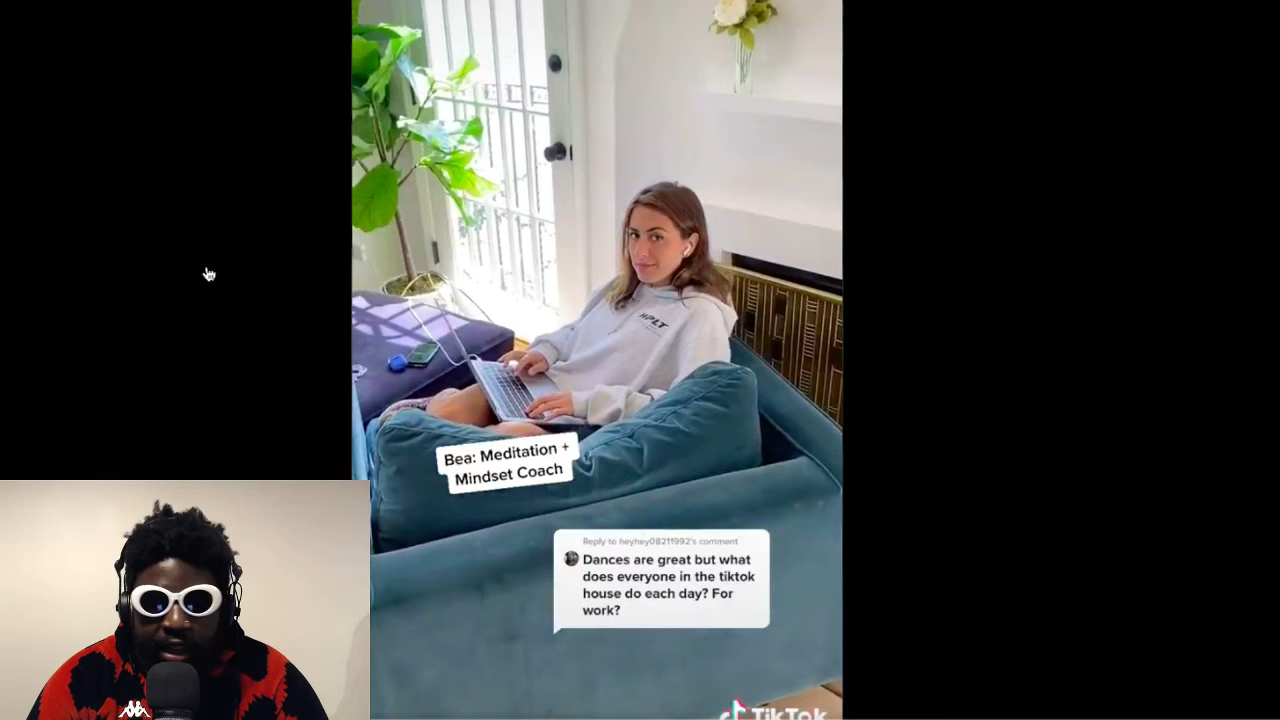 HPLT
Bea: Meditation +
Mindset Coach
Reply to heyhey08211992's comment
Dances are great but what
does everyone in the tiktok
house do each day? For
work?
TikTok